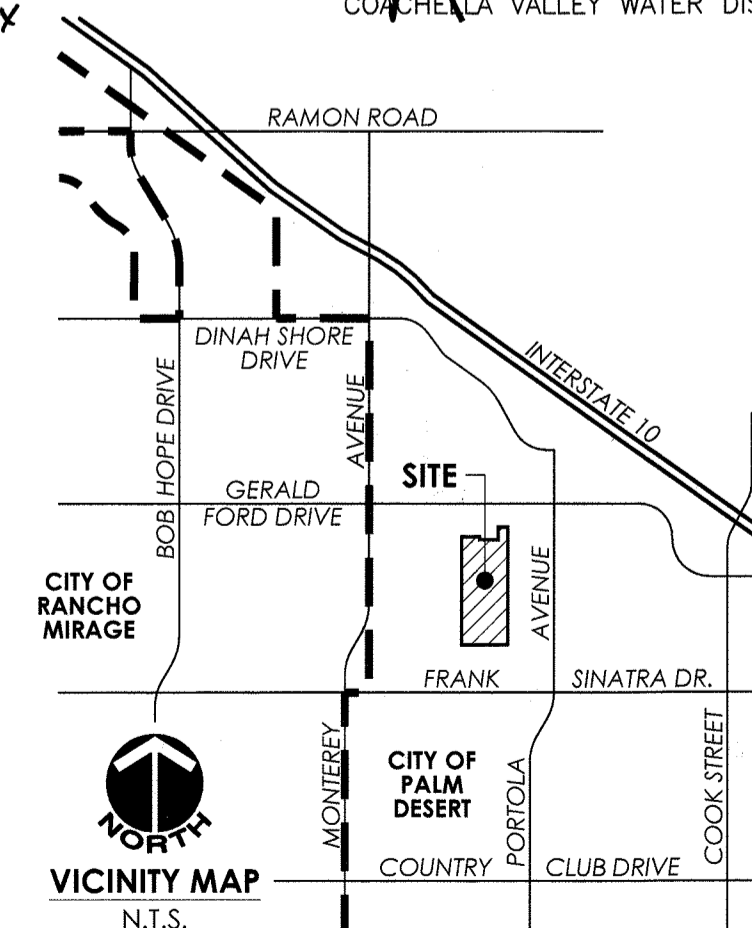 COACHELLA VALLEY WATER
RAMON ROAD
DINAH SHORE
DRIVE
INTERSTATE 10
BOB HOPE DRIVE
AVENUE
SITE
GERALD
FORD DRIVE
AVENUE
CITY OF
RANCHO
MIRAGE
FRANK SINATRA DR.
MONTEREY
CITY OF
PALM
DESERT
PORTOLA
COOK STREET
NORTH
COUNTRY CLUB DRIVE
VICINITY MAP
N.T.S.